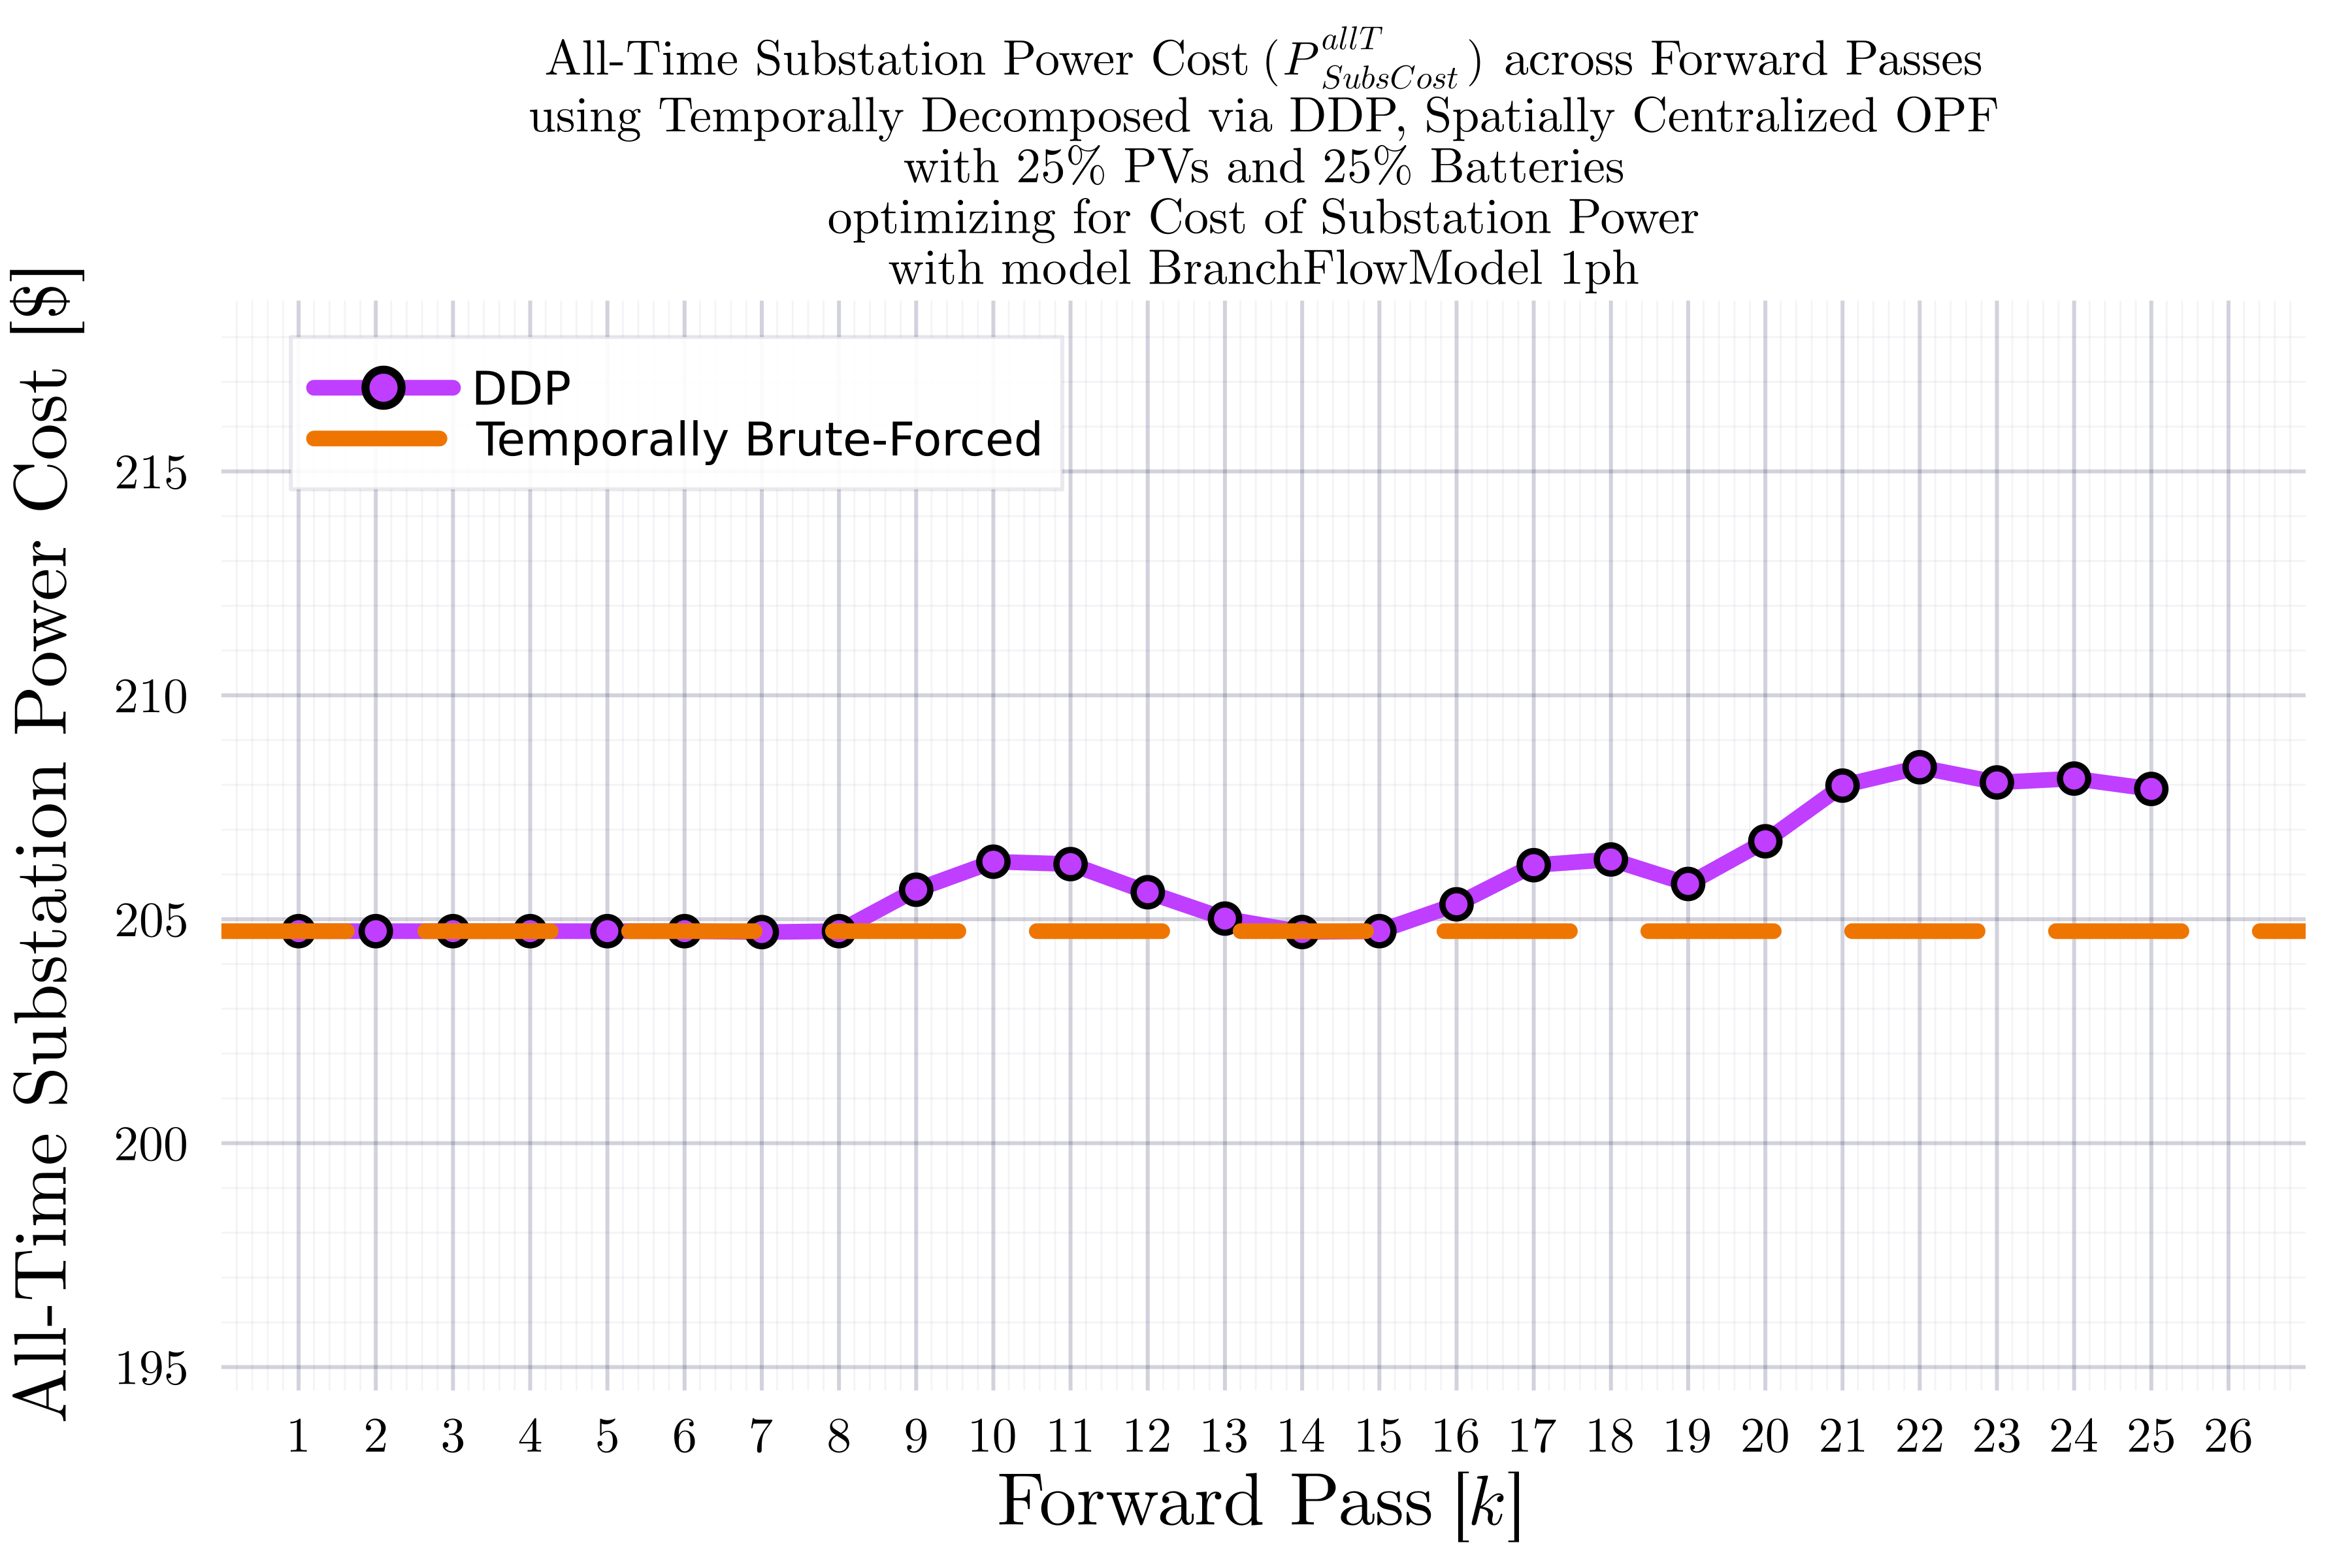 All-Time Substation Power Cost (P^{allT}_{SubsCost}) across Forward Passes
using Temporally Decomposed via DDP, Spatially Centralized OPF
with 25% PVs and 25% Batteries
optimizing for Cost of Substation Power
with model BranchFlowModel 1ph
All-Time Substation Power Cost [$]
DDP
Temporally Brute-Forced
215
210
205
200
195
1 2 3 4 5 6 7 8 9 10 11 12 13 14 15 16 17 18 19 20 21 22 23 24 25 26
Forward Pass [k]